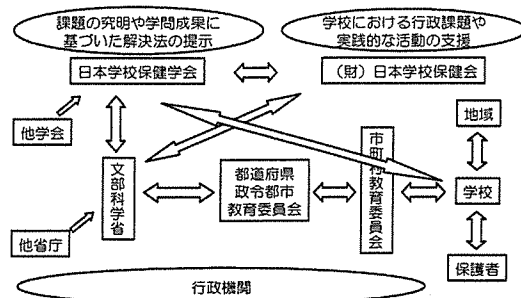 課題の究明や学問成果に
基づいた解決法の提示
学校における行政課題や
実践的な活動の支援
日本学校保健学会
（財）日本学校保健会
他学会
地域
文部科学省
都道府県
政令都市
教育委員会
市町村教育委員会
学校
他省庁
保護者
行政機関